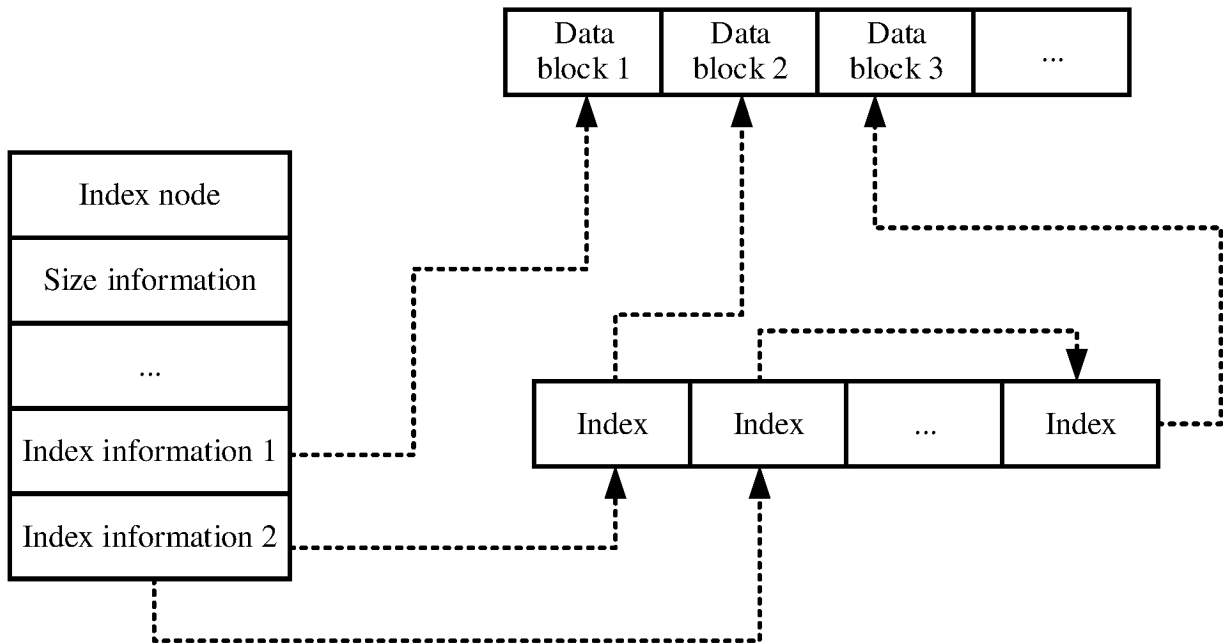 Data
block 1
Data
block 2
Data
block 3
...
Index node
Size information
...
Index information 1
Index information 2
Index
Index
...
Index